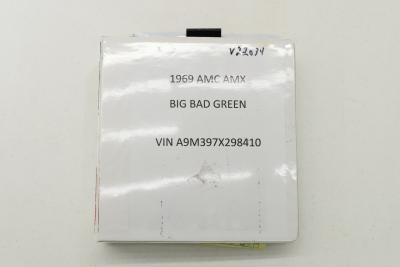 1969 AMC AMX
BIG BAD GREEN
VIN A9M397X298410